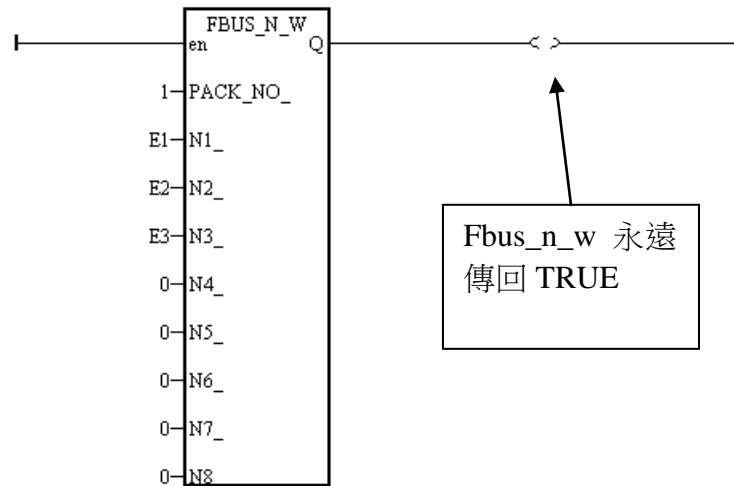 FBUS_N_W
en Q
1 PACK_NO_
E1 N1_
E2 N2_
E3 N3_
0 N4_
0 N5_
0 N6_
0 N7_
0 N8
Fbus_n_w 永遠
傳回 TRUE